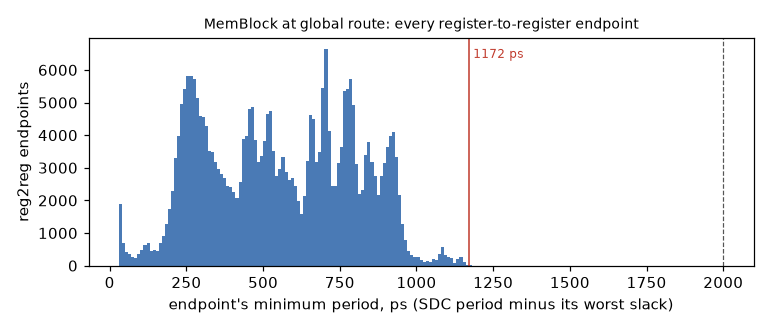 MemBlock at global route: every register-to-register endpoint
1172 ps
reg2reg endpoints
6000
5000
4000
3000
2000
1000
0
0 250 500 750 1000 1250 1500 1750 2000
endpoint's minimum period, ps (SDC period minus its worst slack)